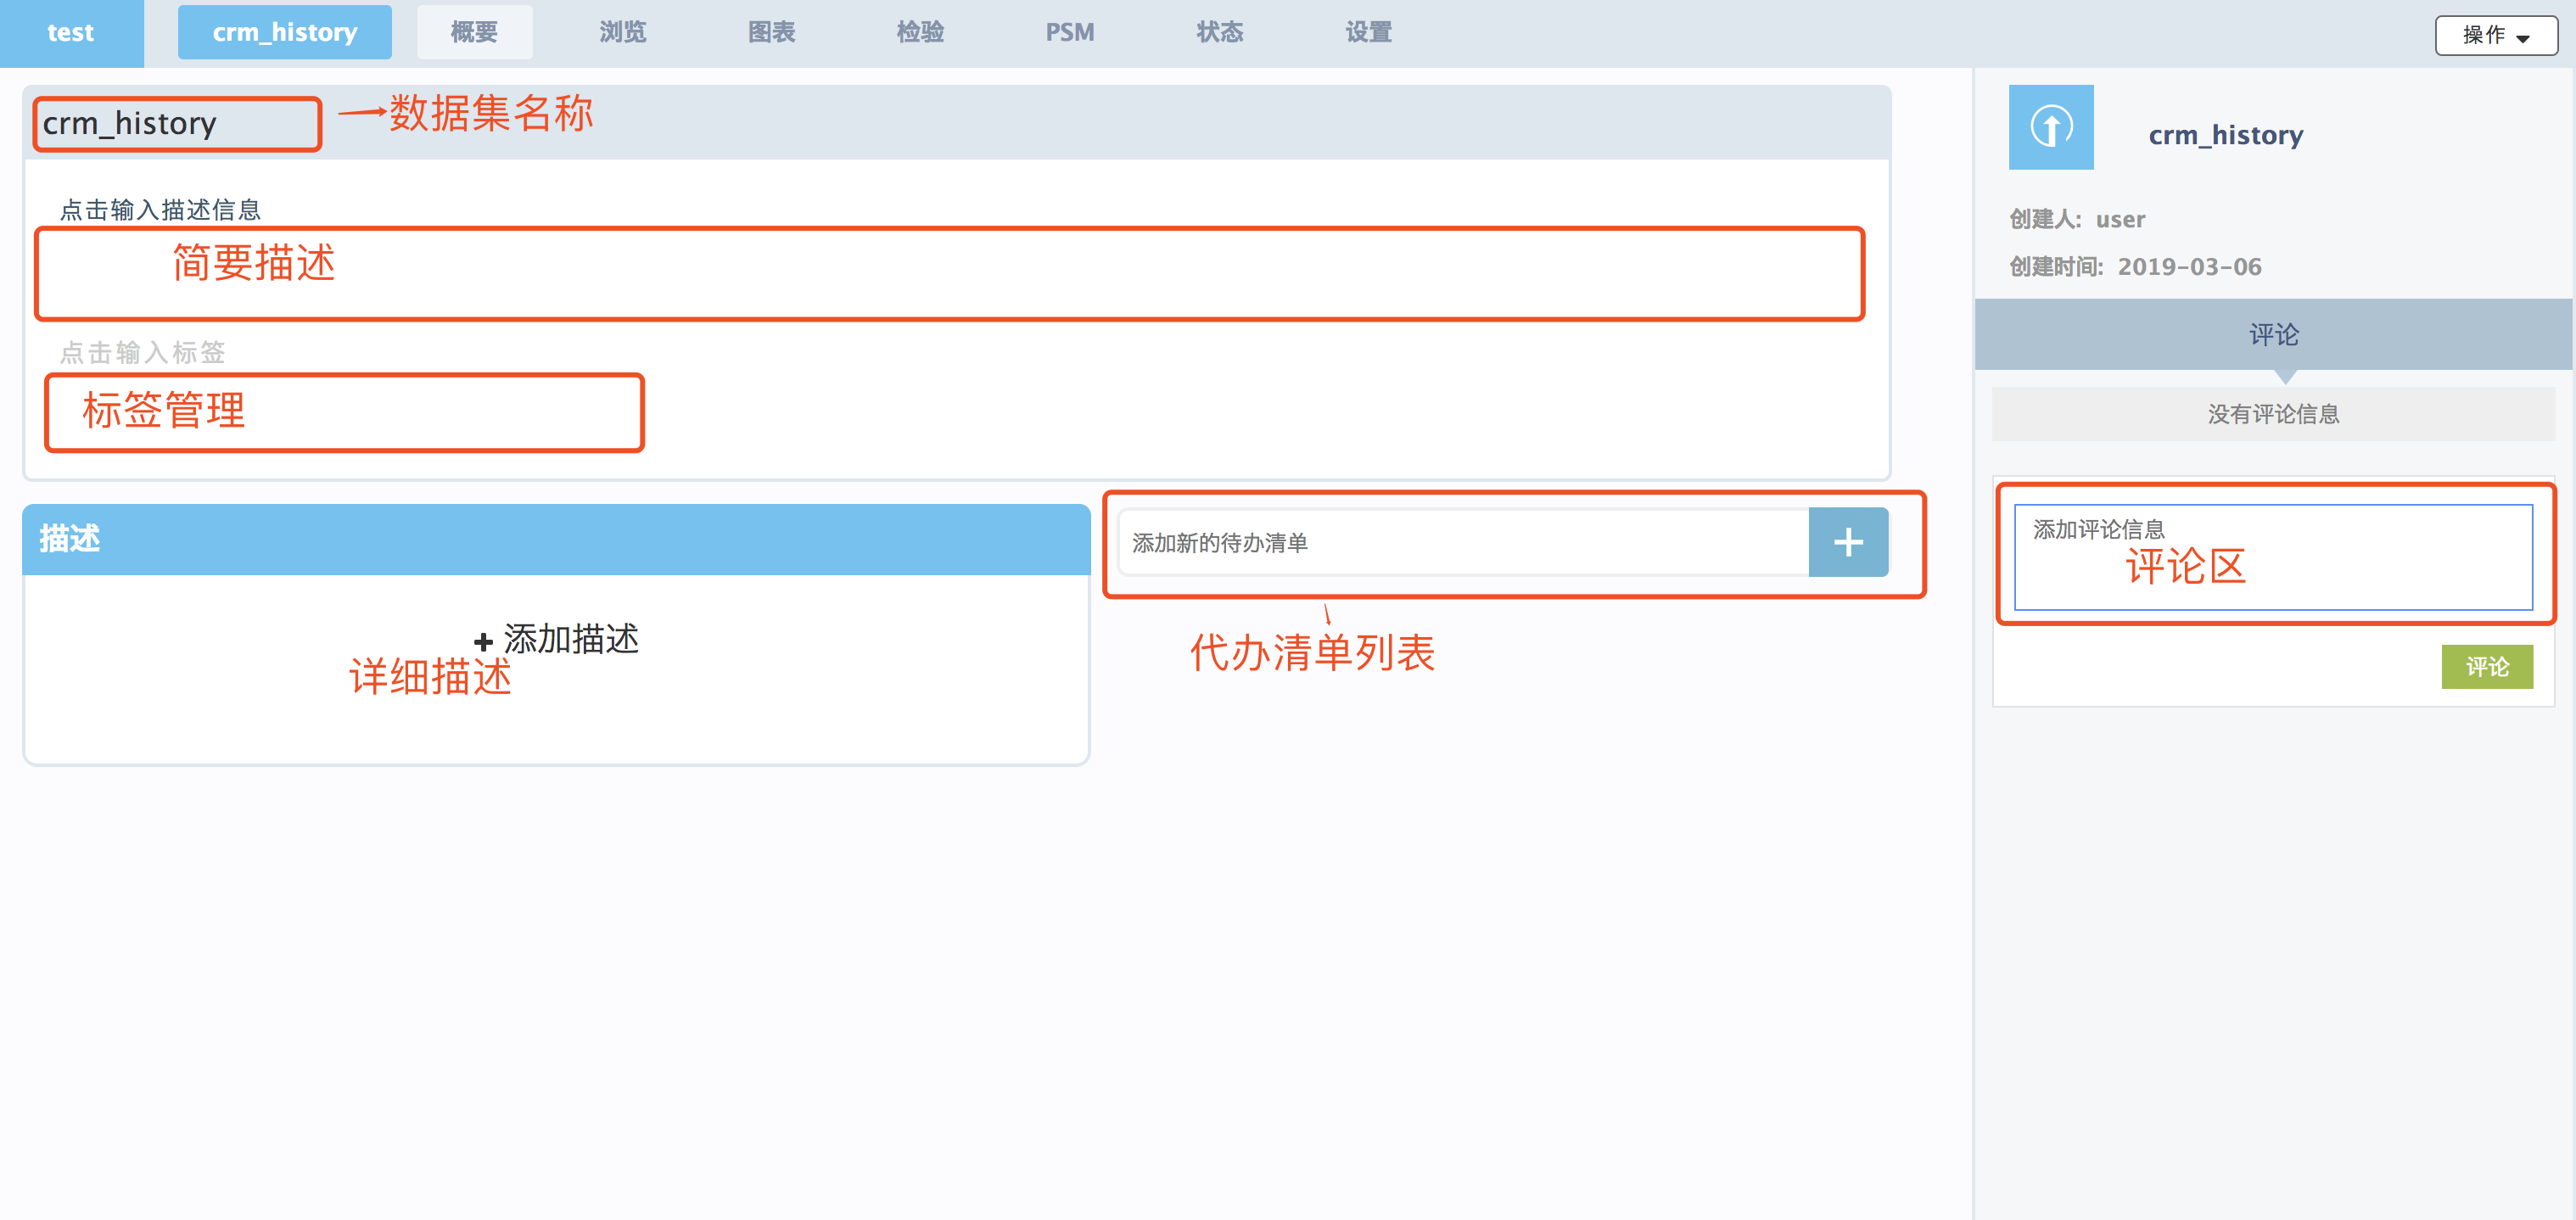 test crm_history 概要 浏览 图表 检验 PSM 状态 设置 操作
crm_history
数据集名称
点击输入描述信息
简要描述
点击输入标签
标签管理
描述
+ 添加描述
详细描述
添加新的待办清单 +
代办清单列表
crm_history
创建人: user
创建时间: 2019-03-06
评论
没有评论信息
添加评论信息
评论区
评论